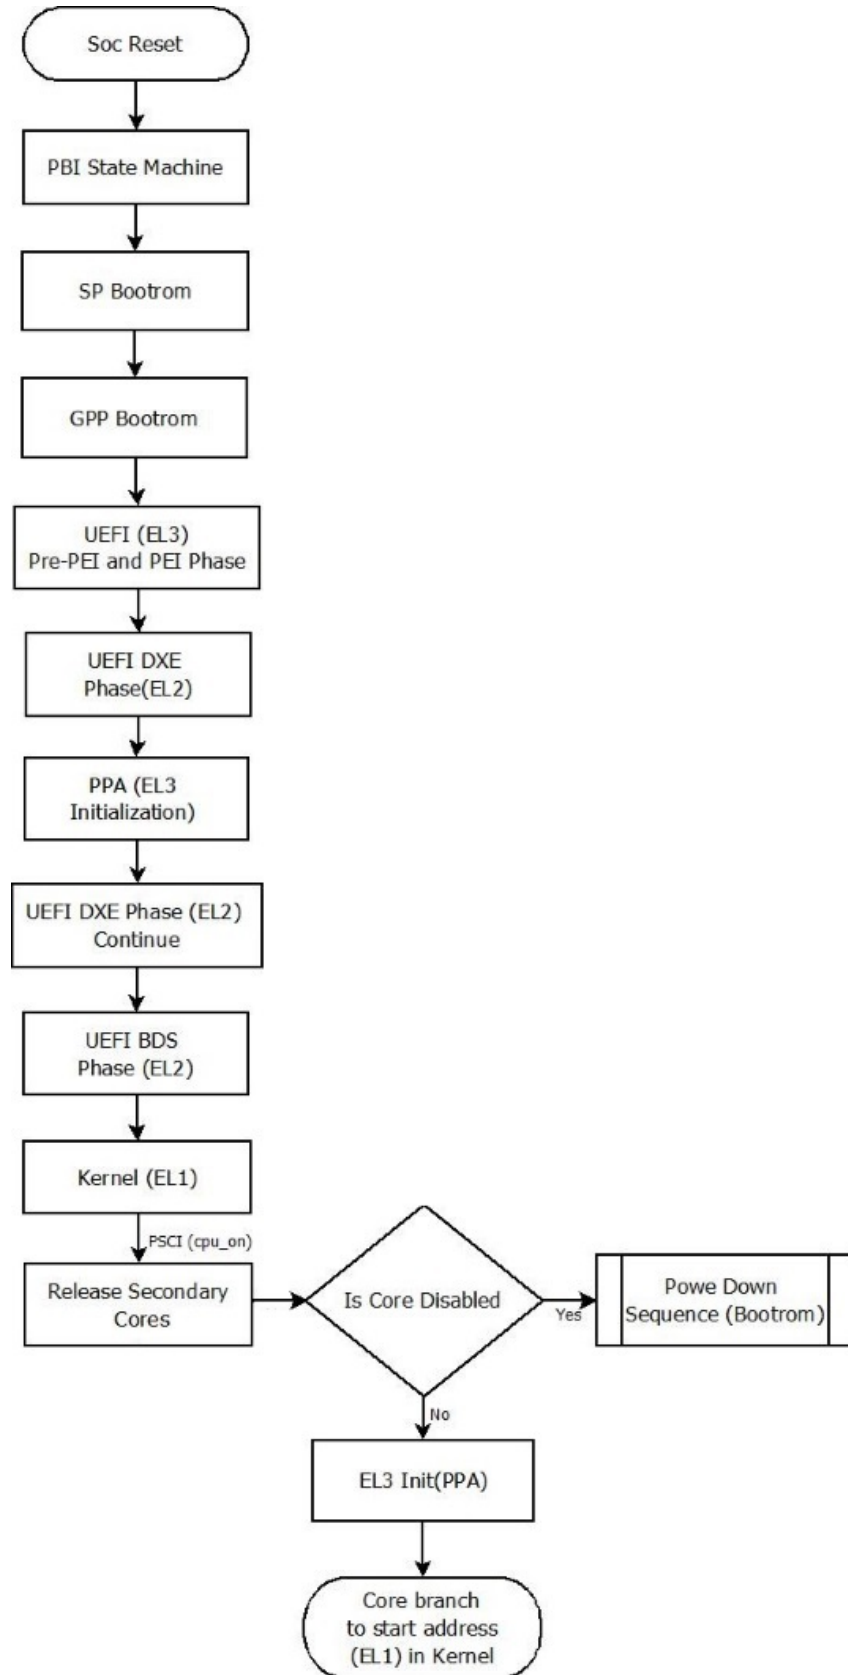 Soc Reset
PBI State Machine
SP Bootrom
GPP Bootrom
UEFI (EL3)
Pre-PEI and PEI Phase
UEFI DXE
Phase(EL2)
PPA (EL3
Initialization)
UEFI DXE Phase (EL2)
Continue
UEFI BDS
Phase (EL2)
Kernel (EL1)
PSCI (cpu_on)
Release Secondary
Cores
Is Core Disabled
Yes
Powe Down
Sequence (Bootrom)
No
EL3 Init(PPA)
Core branch
to start address
(EL1) in Kernel